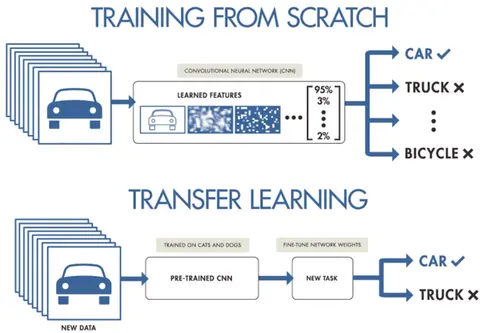 TRAINING FROM SCRATCH
CONVOLUTIONAL NEURAL NETWORK (CNN)
LEARNED FEATURES
95%
3%
2%
CAR
TRUCK
BICYCLE
TRANSFER LEARNING
TRAINED ON CATS AND DOGS
FINE-TUNE NETWORK WEIGHTS
PRE-TRAINED CNN
NEW TASK
CAR
TRUCK
NEW DATA